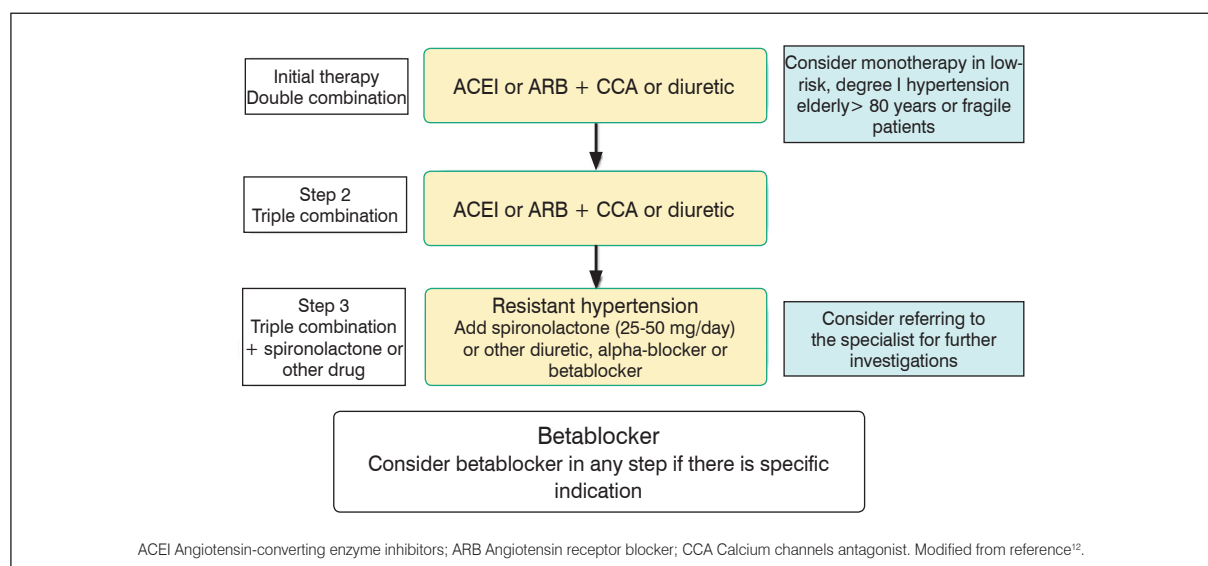 Initial therapy
Double combination
ACEI or ARB + CCA or diuretic
Consider monotherapy in low-
risk, degree I hypertension
elderly> 80 years or fragile
patients
Step 2
Triple combination
ACEI or ARB + CCA or diuretic
Step 3
Triple combination
+ spironolactone or
other drug
Resistant hypertension
Add spironolactone (25-50 mg/day)
or other diuretic, alpha-blocker or
betablocker
Consider referring to
the specialist for further
investigations
Betablocker
Consider betablocker in any step if there is specific
indication
ACEI Angiotensin-converting enzyme inhibitors; ARB Angiotensin receptor blocker; CCA Calcium channels antagonist. Modified from reference¹².